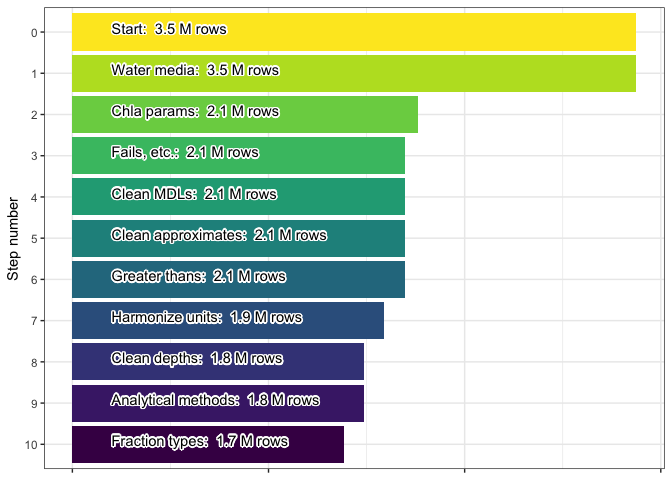 0
Start:  3.5 M rows
1
Water media:  3.5 M rows
2
Chla params:  2.1 M rows
3
Fails, etc.:  2.1 M rows
4
Clean MDLs:  2.1 M rows
5
Clean approximates:  2.1 M rows
6
Greater thans:  2.1 M rows
7
Harmonize units:  1.9 M rows
8
Clean depths:  1.8 M rows
9
Analytical methods:  1.8 M rows
10
Fraction types:  1.7 M rows
Step number